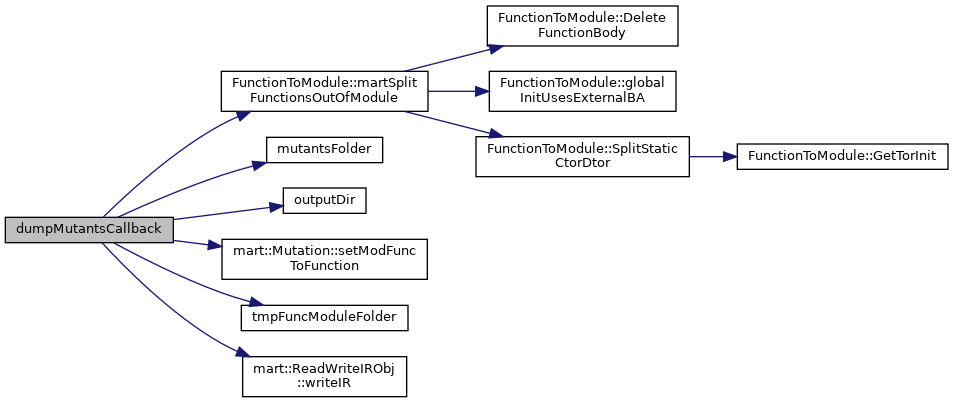 FunctionToModule::Delete
FunctionBody
FunctionToModule::martSplit
FunctionsOutOfModule
FunctionToModule::global
InitUsesExternalBA
mutantsFolder
FunctionToModule::SplitStatic
CtorDtor
FunctionToModule::GetTorInit
outputDir
dumpMutantsCallback
mart::Mutation::setModFunc
ToFunction
tmpFuncModuleFolder
mart::ReadWriteIRObj
::writeIR